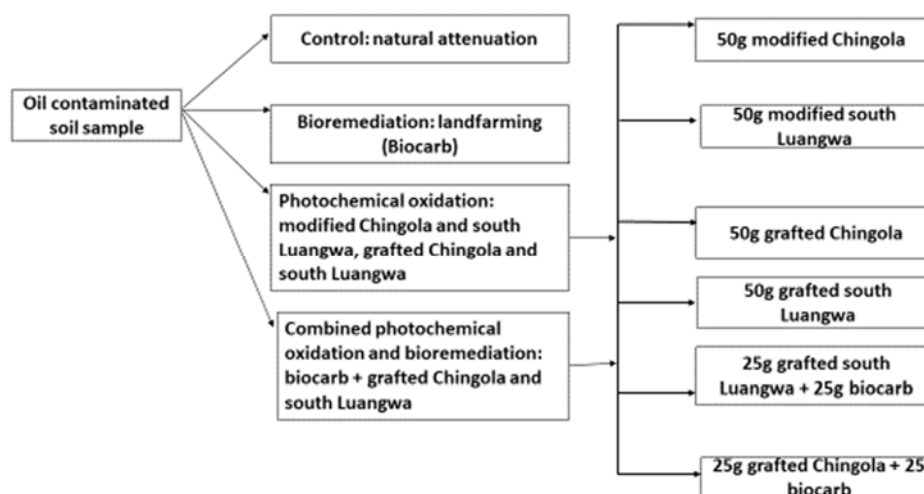 Oil contaminated
soil sample
Control: natural attenuation
Bioremediation: landfarming
(Biocarb)
Photochemical oxidation:
modified Chingola and south
Luangwa, grafted Chingola and
south Luangwa
Combined photochemical
oxidation and bioremediation:
biocarb + grafted Chingola and
south Luangwa
50g modified Chingola
50g modified south
Luangwa
50g grafted Chingola
50g grafted south
Luangwa
25g grafted south
Luangwa + 25g biocarb
25g grafted Chingola + 25
biocarb